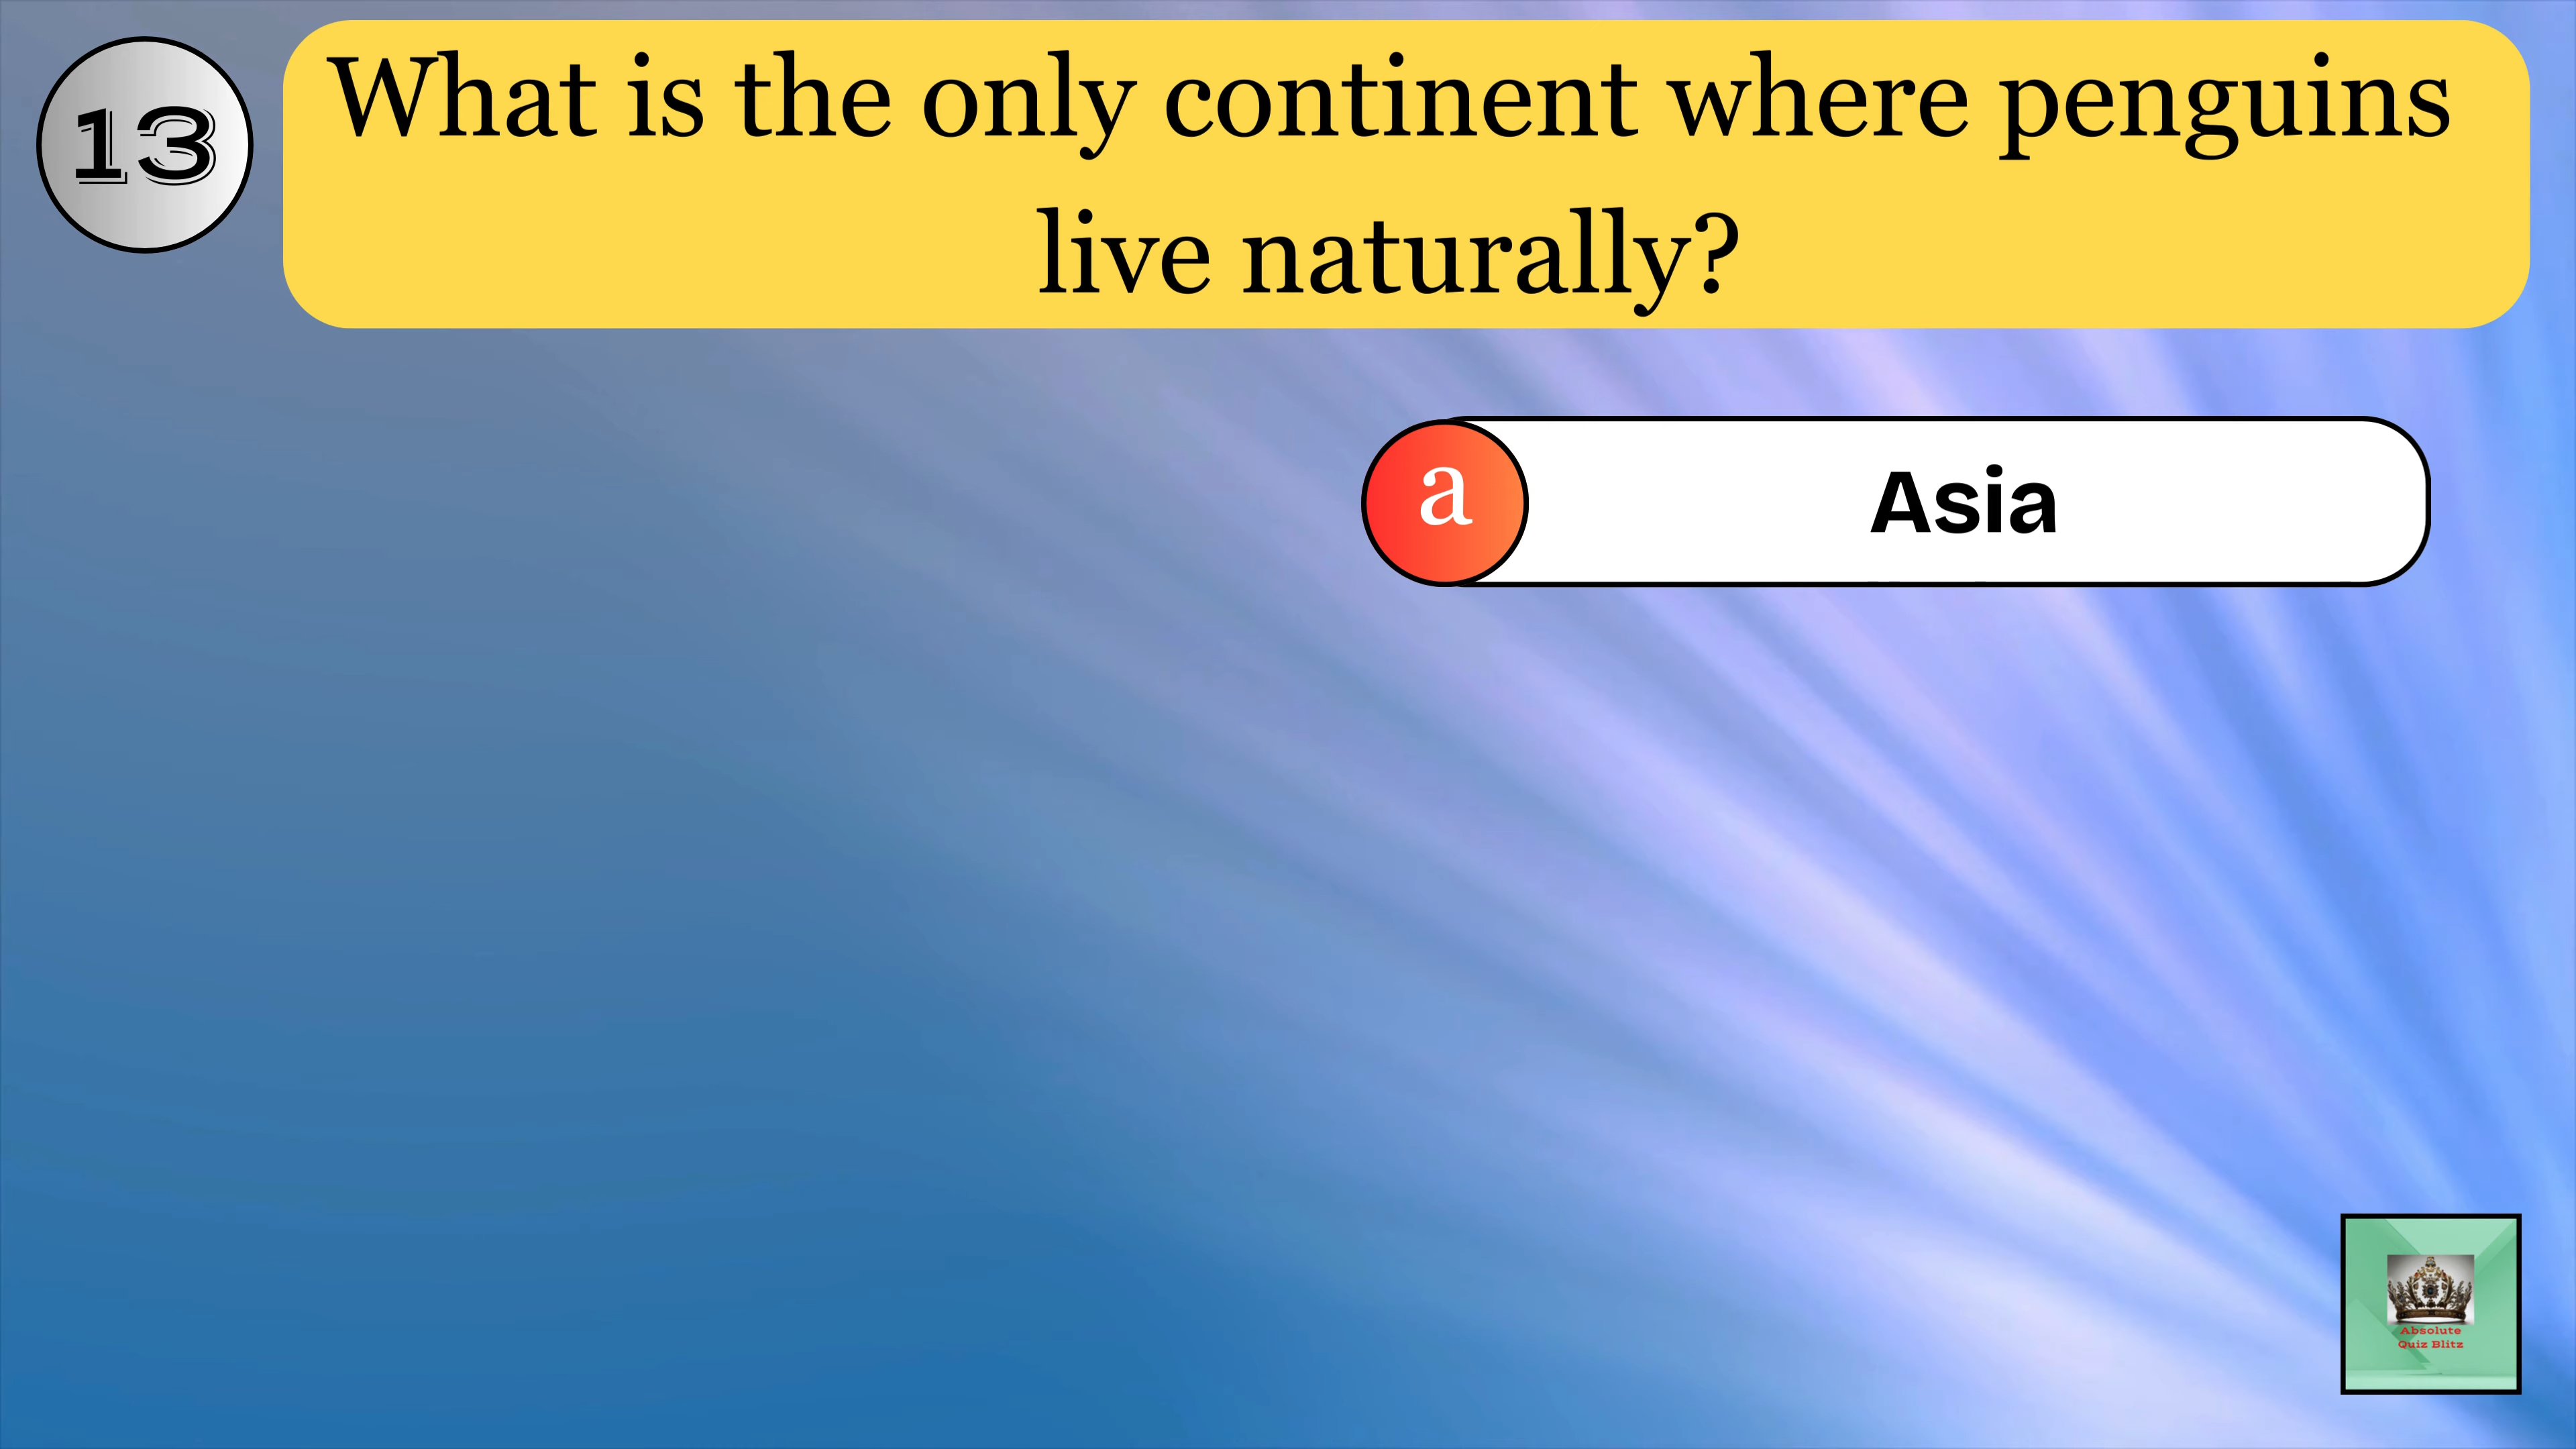 13
What is the only continent where penguins
live naturally?
a
Asia
Absolute
Quiz Blitz